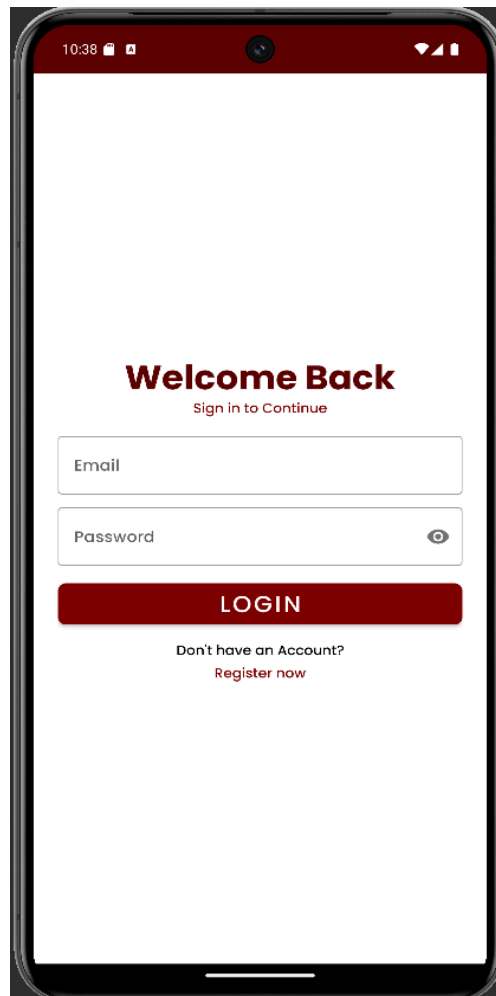 10:38
Welcome Back
Sign in to Continue
Email
Password
LOGIN
Don't have an Account?
Register now